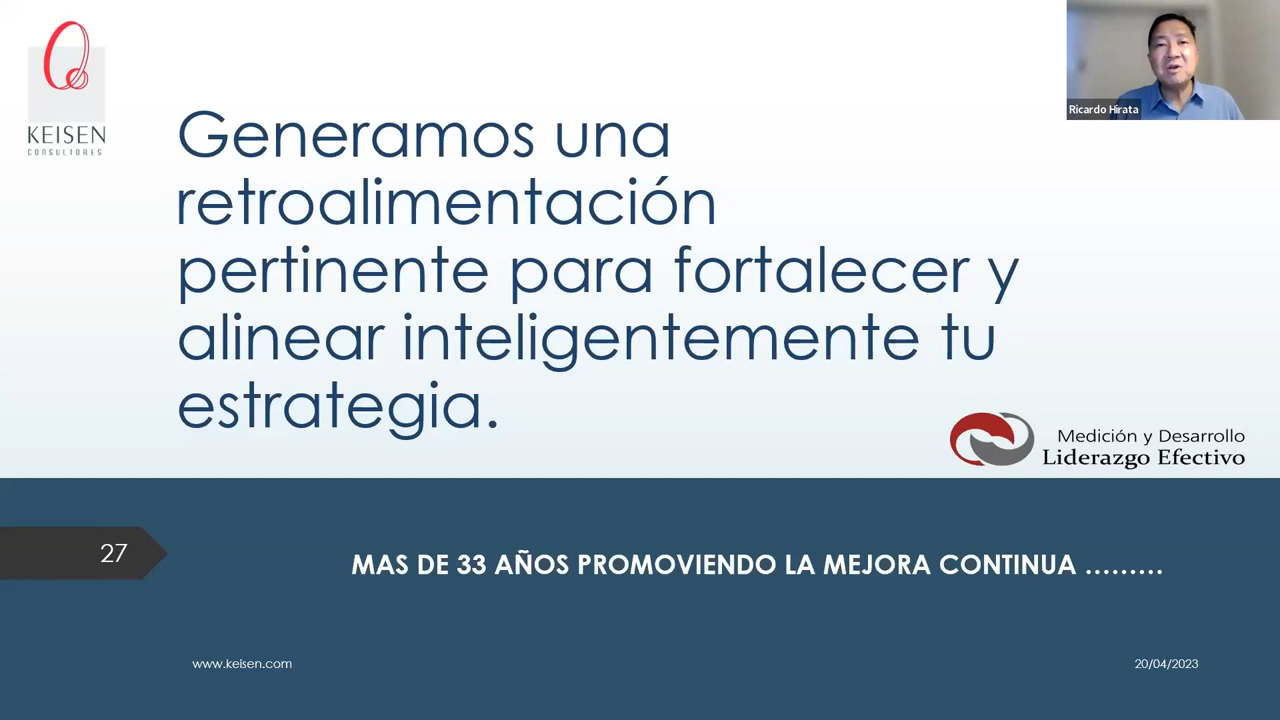 KEISEN
CONSULTORES
Ricardo Hirata
Generamos una
retroalimentación
pertinente para fortalecer y
alinear inteligentemente tu
estrategia.
Medición y Desarrollo
Liderazgo Efectivo
27
MAS DE 33 AÑOS PROMOVIENDO LA MEJORA CONTINUA .........
www.keisen.com
20/04/2023